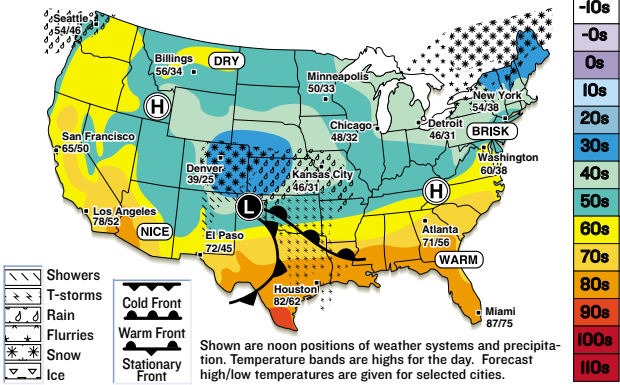 Seattle
54/46
Billings
56/34
DRY
Minneapolis
50/33
New York
54/38
H
Chicago
48/32
Detroit
46/31
BRISK
San Francisco
65/50
Washington
60/38
Denver
39/25
Kansas City
46/31
H
L
Los Angeles
78/52
NICE
El Paso
72/45
Atlanta
71/56
WARM
Houston
82/62
Miami
87/75
Showers
T-storms
Rain
Flurries
Snow
Ice
Cold Front
Warm Front
Stationary
Front
Shown are noon positions of weather systems and precipita-
tion. Temperature bands are highs for the day.  Forecast
high/low temperatures are given for selected cities.
-10s
-0s
0s
10s
20s
30s
40s
50s
60s
70s
80s
90s
100s
110s